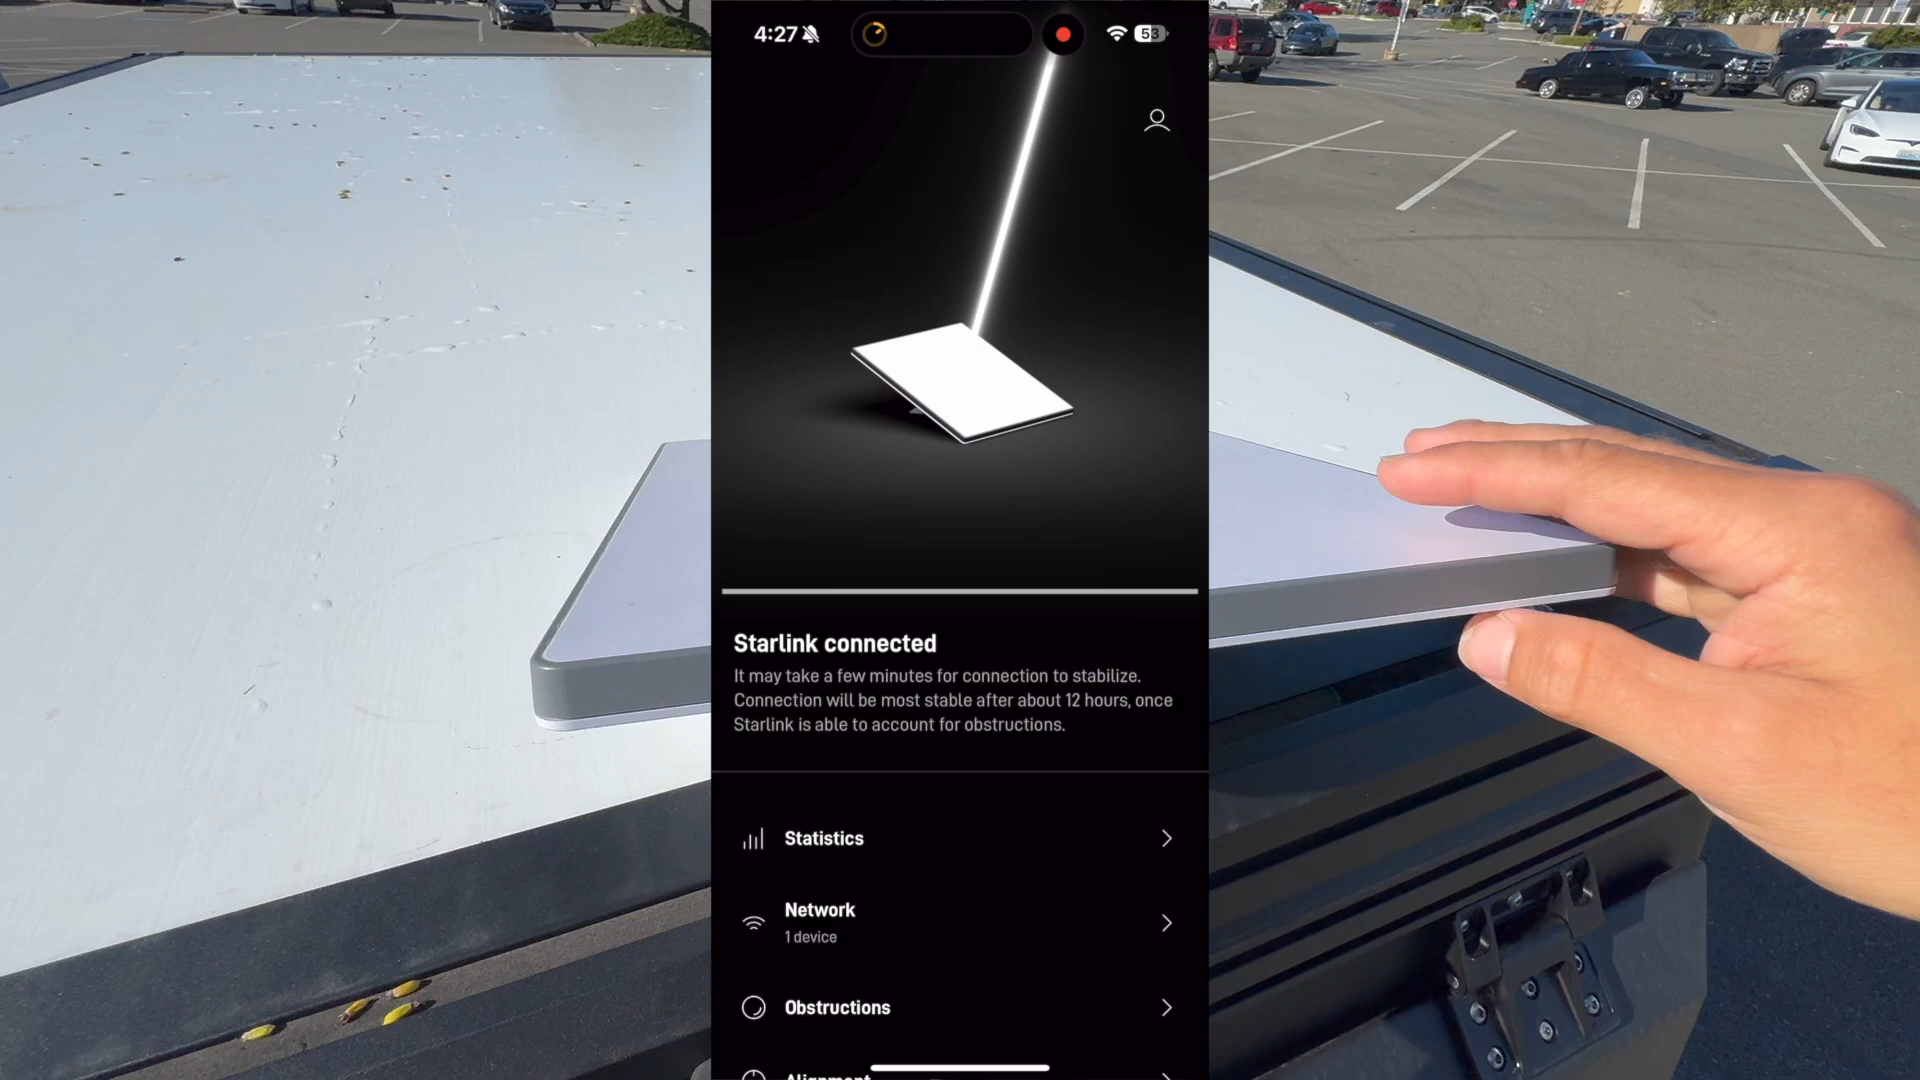 4:27
53
Starlink connected
It may take a few minutes for connection to stabilize.
Connection will be most stable after about 12 hours, once
Starlink is able to account for obstructions.
Statistics
Network
1 device
Obstructions
Alignment